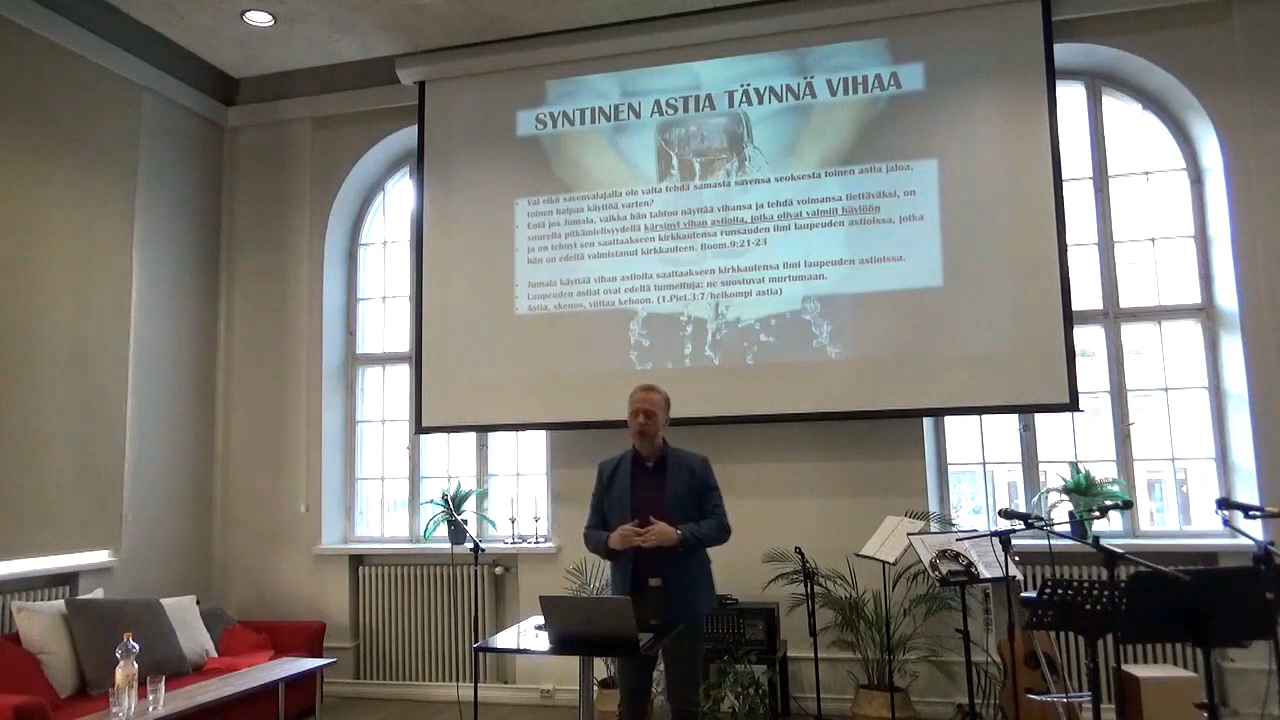 SYNTINEN ASTIA TÄYNNÄ VIHAA
• Vai eikö savenvalajalla ole valta tehdä samasta savensa seoksesta toinen astia jaloa,
toinen halpaa käyttöä varten?
• Entä jos Jumala, vaikka hän tahtoo näyttää vihansa ja tehdä voimansa tiettäväksi, on
suurella pitkämielisyydellä kärsinyt vihan astioita, jotka olivat valmiit häviöön
• ja on tehnyt sen saattaakseen kirkkautensa runsauden ilmi laupeuden astioissa, jotka
hän on edeltä valmistanut kirkkauteen. Room.9:21-23
• Jumala käyttää vihan astioita saattaakseen kirkkautensa ilmi laupeuden astioissa.
• Laupeuden astiat ovat edeltä tunnettuja; ne suostuvat murtumaan.
• Astia, skeuos, viittaa kehoon. (1.Piet.3:7/heikompi astia)